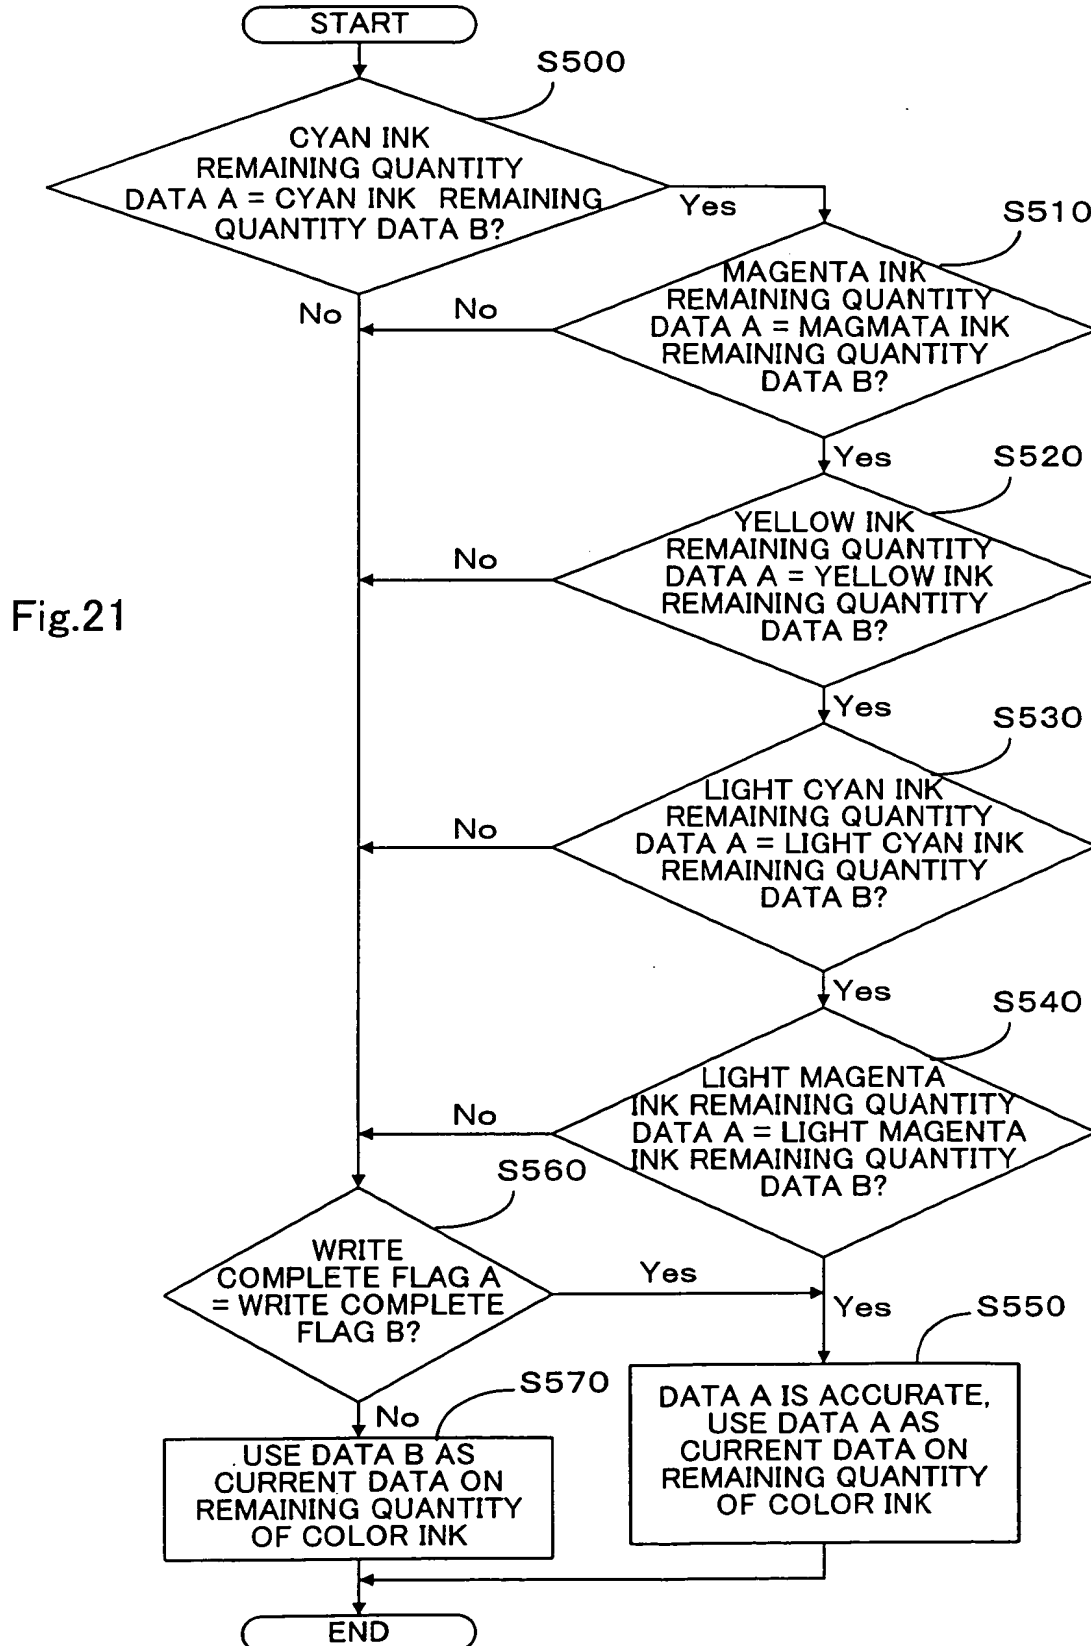 START
S500
CYAN INK
REMAINING QUANTITY
DATA A = CYAN INK REMAINING
QUANTITY DATA B?
Yes
No
S510
MAGENTA INK
REMAINING QUANTITY
DATA A = MAGMATA INK
REMAINING QUANTITY
DATA B?
No
Yes
S520
YELLOW INK
REMAINING QUANTITY
DATA A = YELLOW INK
REMAINING QUANTITY
DATA B?
No
Yes
Fig.21
S530
LIGHT CYAN INK
REMAINING QUANTITY
DATA A = LIGHT CYAN INK
REMAINING QUANTITY
DATA B?
No
Yes
S540
LIGHT MAGENTA
INK REMAINING QUANTITY
DATA A = LIGHT MAGENTA
INK REMAINING QUANTITY
DATA B?
No
Yes
S560
WRITE
COMPLETE FLAG A
= WRITE COMPLETE
FLAG B?
Yes
No
S550
DATA A IS ACCURATE,
USE DATA A AS
CURRENT DATA ON
REMAINING QUANTITY
OF COLOR INK
S570
USE DATA B AS
CURRENT DATA ON
REMAINING QUANTITY
OF COLOR INK
END